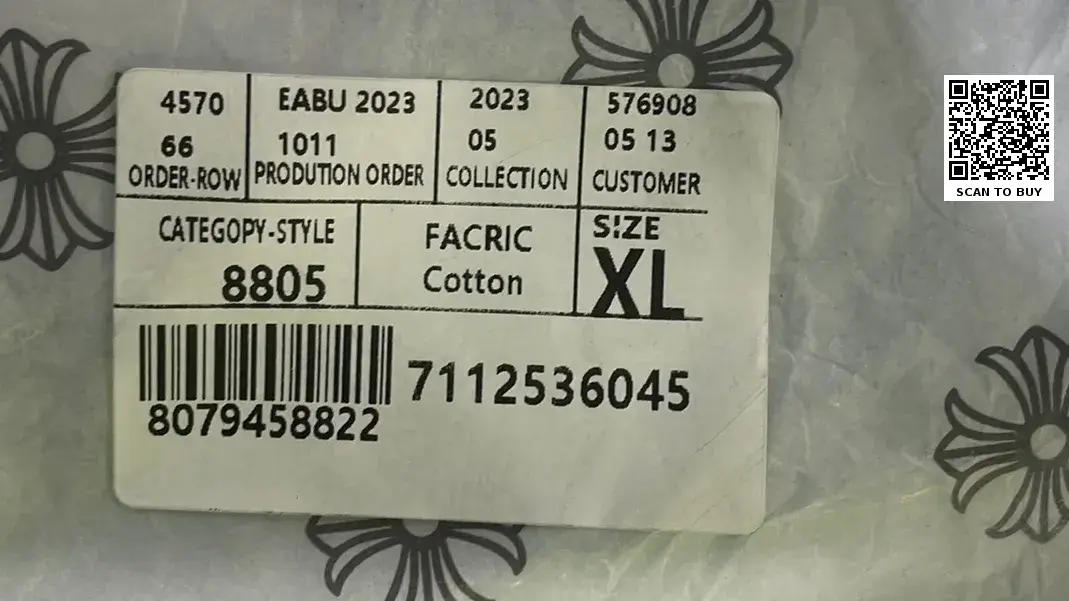 4570
66
ORDER-ROW
EABU 2023
1011
PRODUTION ORDER
2023
05
COLLECTION
576908
05 13
CUSTOMER
CATEGOPY-STYLE
8805
FACRIC
Cotton
SIZE
XL
8079458822
7112536045
SCAN TO BUY